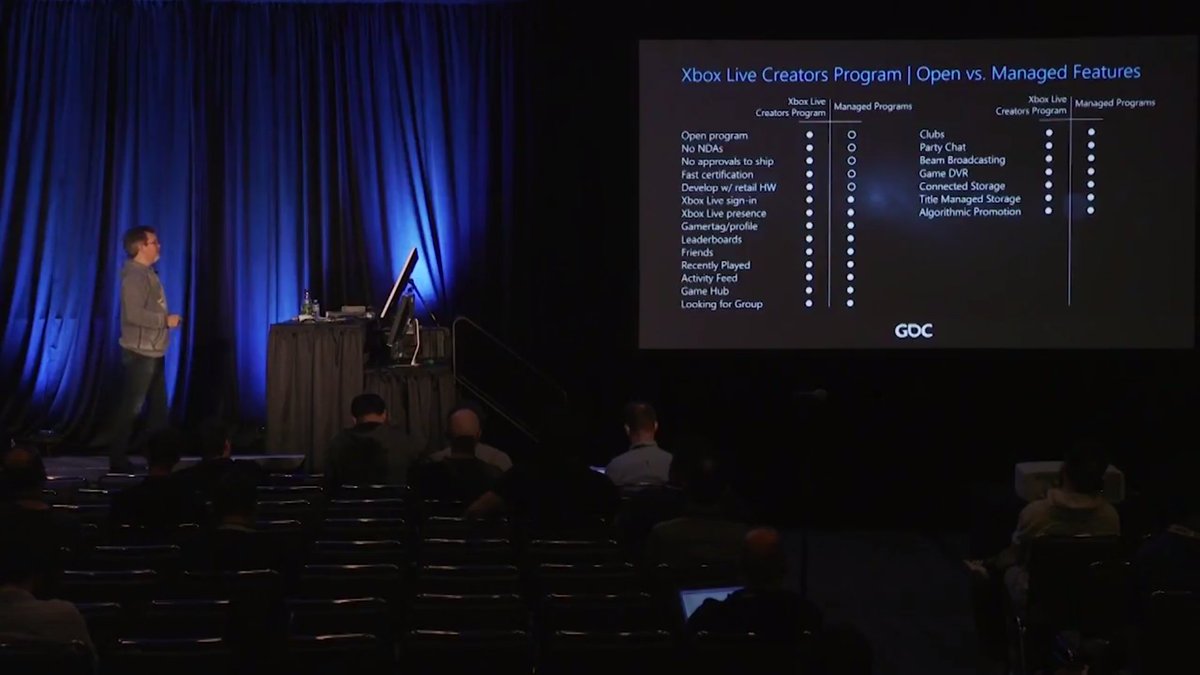 Xbox Live Creators Program | Open vs. Managed Features
Xbox Live
Creators Program
Managed Programs
Open program
No NDAs
No approvals to ship
Fast certification
Develop w/ retail HW
Xbox Live sign-in
Xbox Live presence
Gamertag/profile
Leaderboards
Friends
Recently Played
Activity Feed
Game Hub
Looking for Group
Xbox Live
Creators Program
Managed Programs
Clubs
Party Chat
Beam Broadcasting
Game DVR
Connected Storage
Title Managed Storage
Algorithmic Promotion
GDC